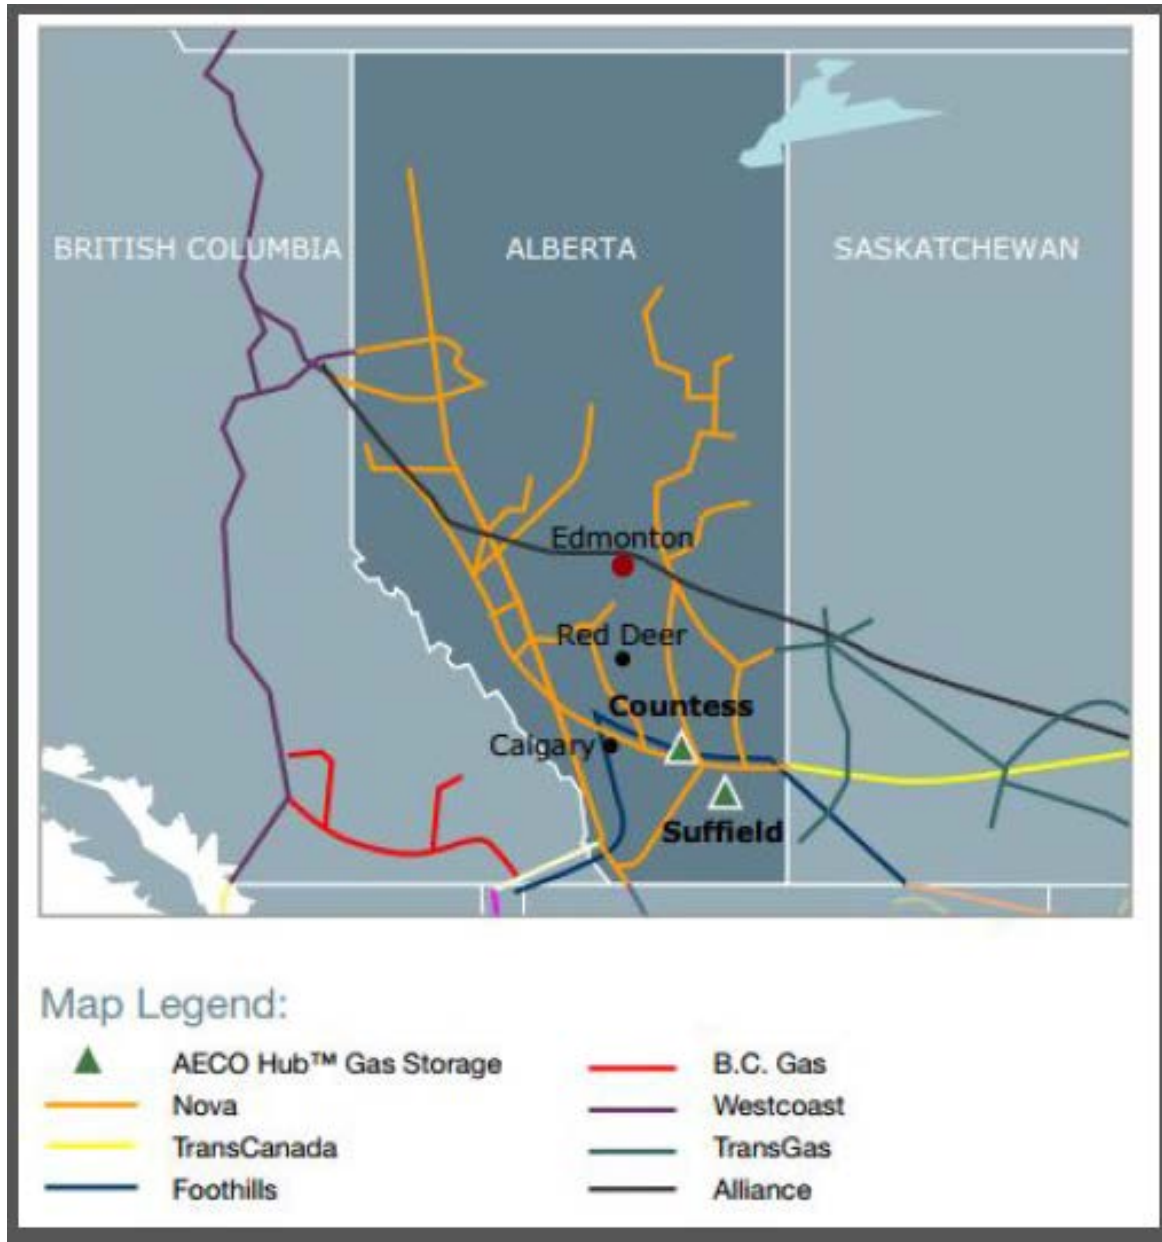 BRITISH COLUMBIA
ALBERTA
SASKATCHEWAN
Edmonton
Red Deer
Countess
Calgary
Suffield
Map Legend:
AECO Hub™ Gas Storage
Nova
TransCanada
Foothills
B.C. Gas
Westcoast
TransGas
Alliance